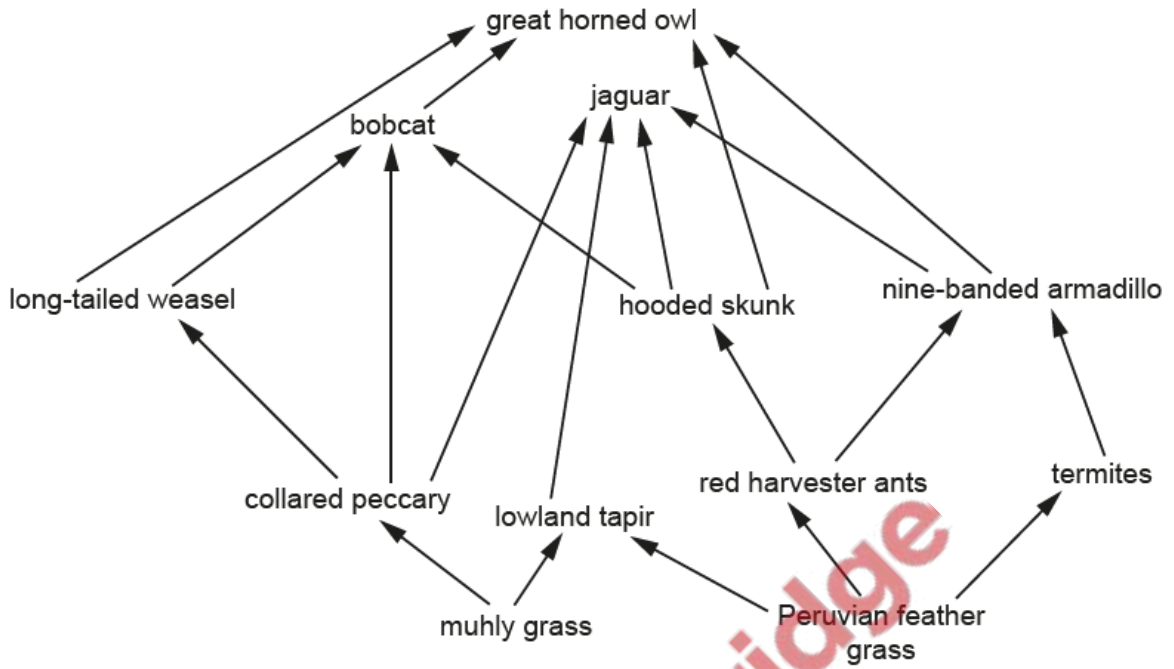 great horned owl
jaguar
bobcat
long-tailed weasel
hooded skunk
nine-banded armadillo
collared peccary
lowland tapir
red harvester ants
termites
muhly grass
Peruvian feather
grass
idge